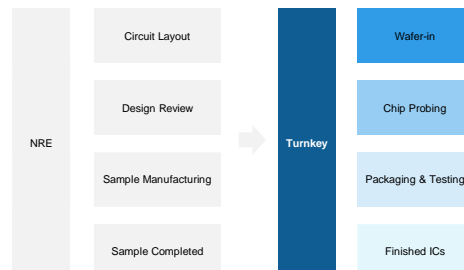 NRE
Circuit Layout
Design Review
Sample Manufacturing
Sample Completed
Turnkey
Wafer-in
Chip Probing
Packaging & Testing
Finished ICs